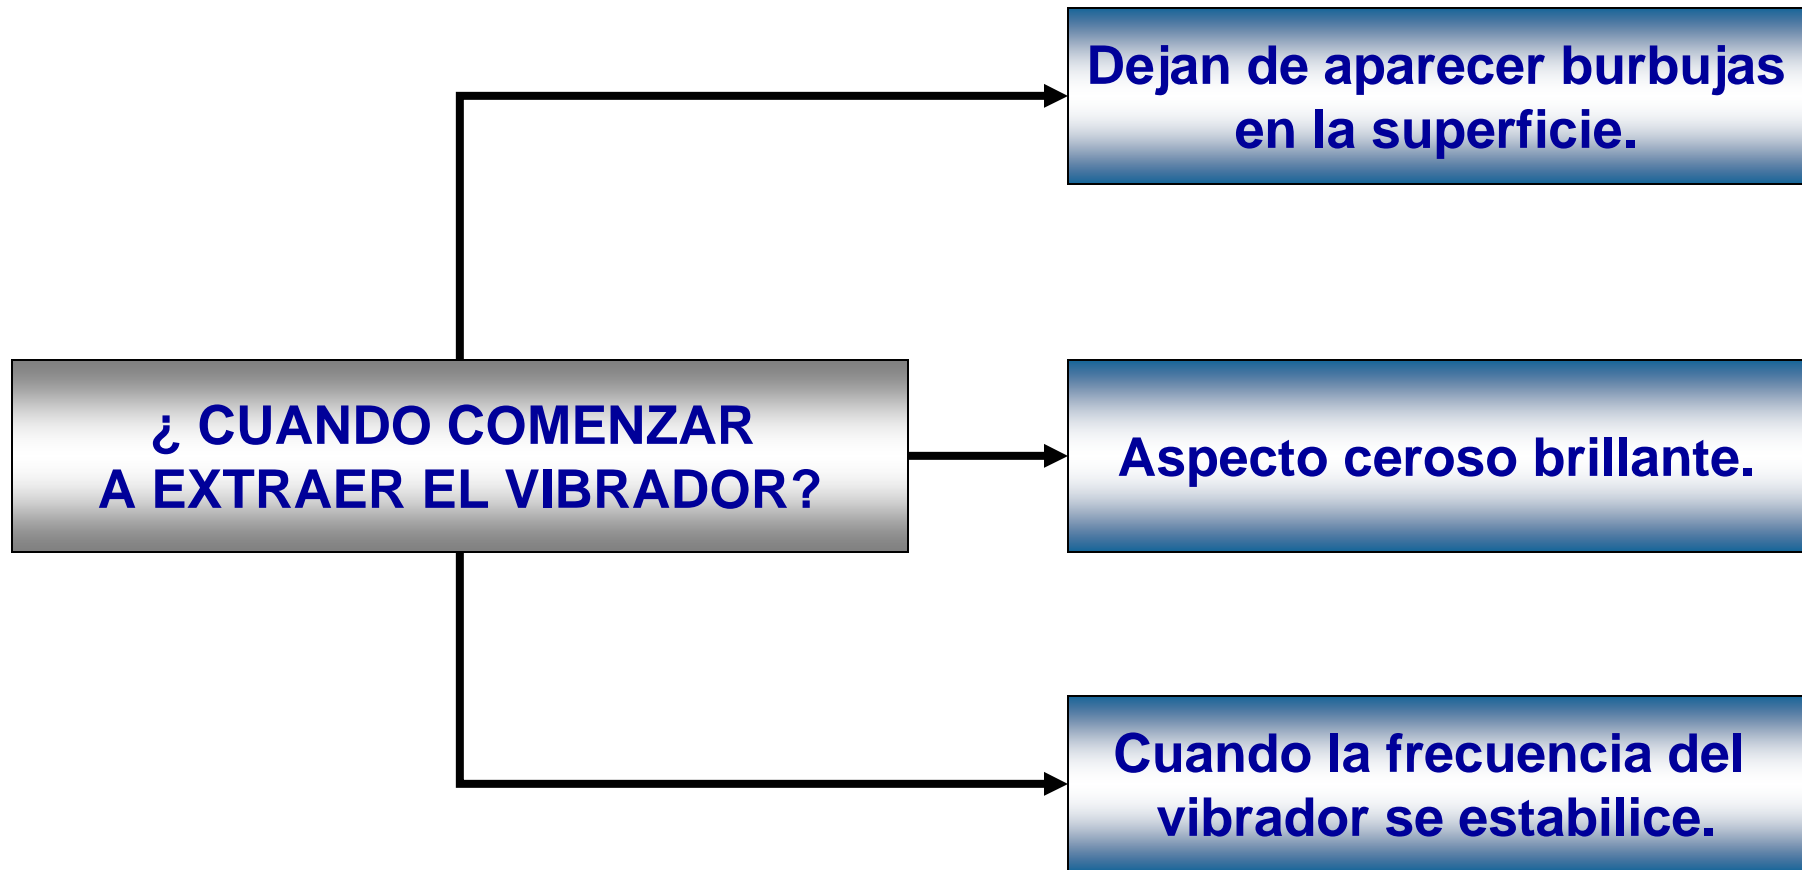 Dejan de aparecer burbujas
en la superficie.
¿ CUANDO COMENZAR
A EXTRAER EL VIBRADOR?
Aspecto ceroso brillante.
Cuando la frecuencia del
vibrador se estabilice.